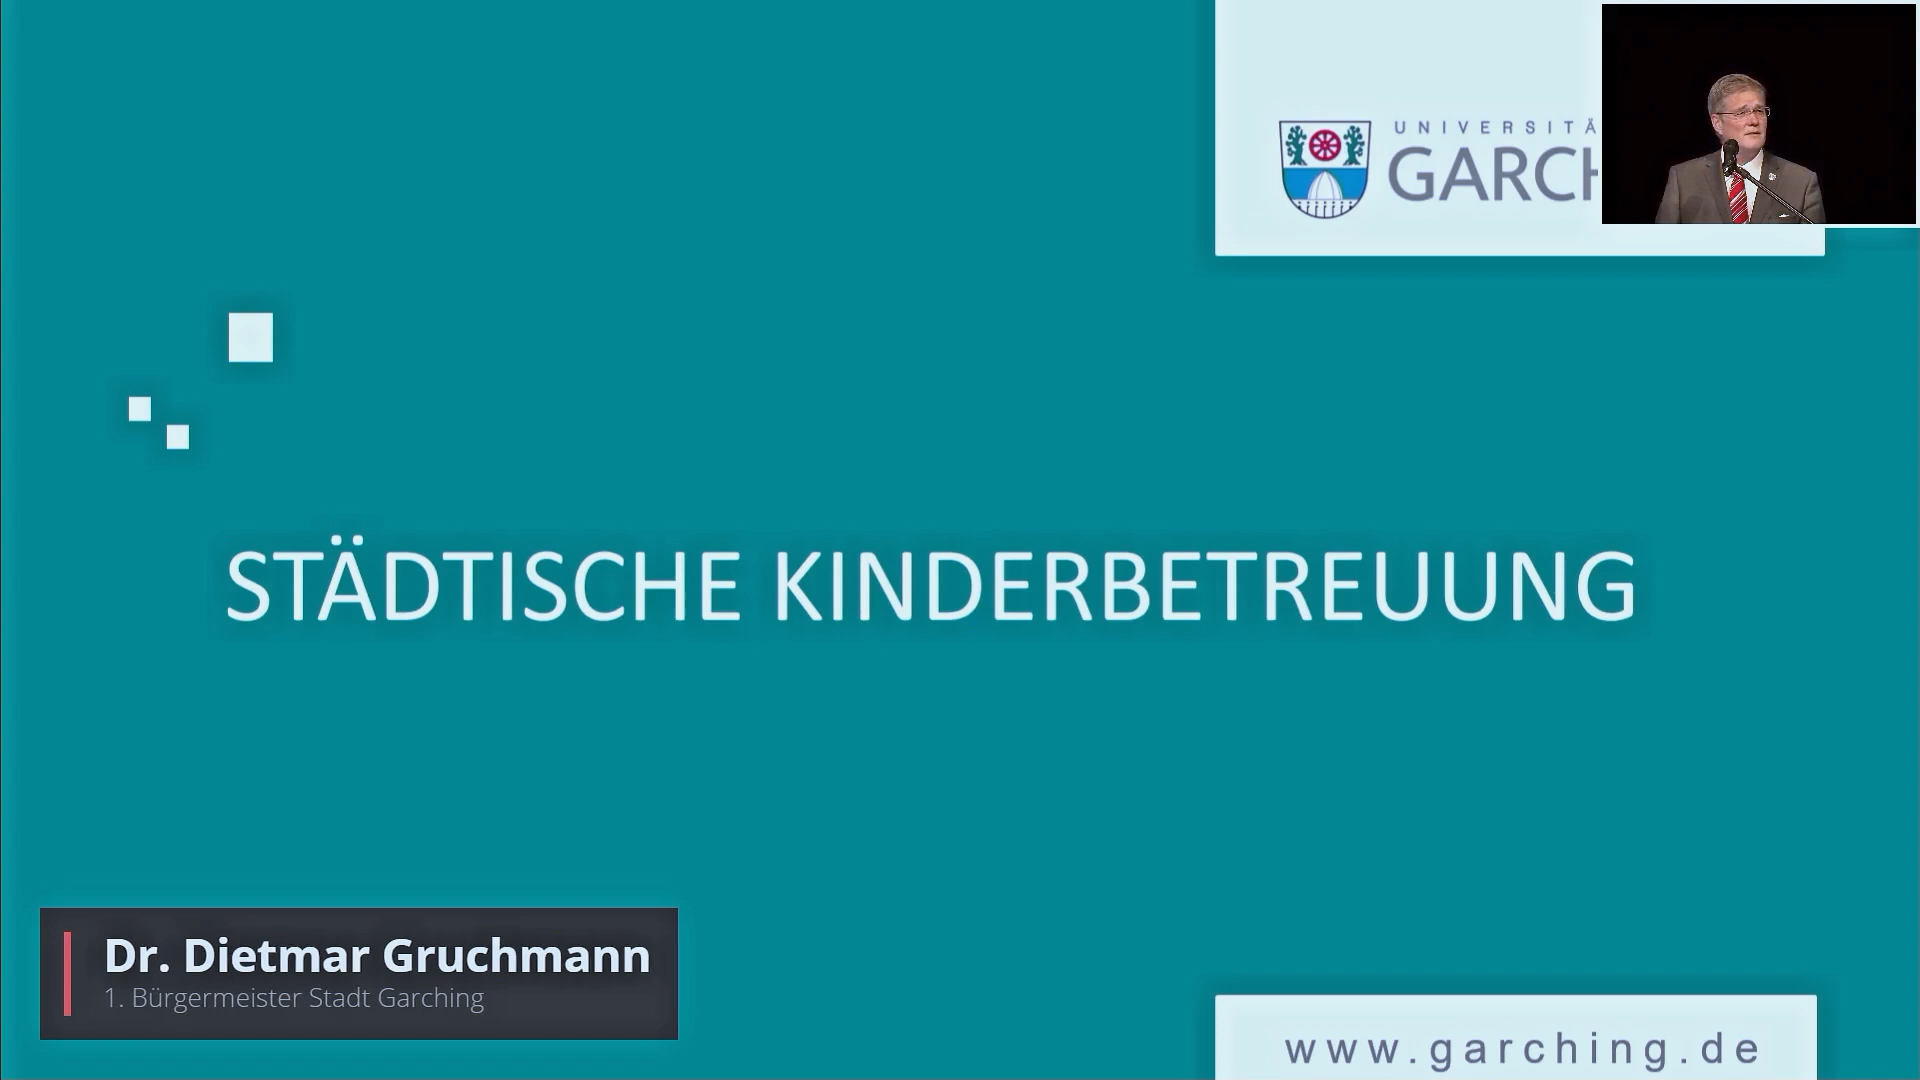 UNIVERSITÄ
GARCH
STÄDTISCHE KINDERBETREUUNG
Dr. Dietmar Gruchmann
1. Bürgermeister Stadt Garching
www.garching.de